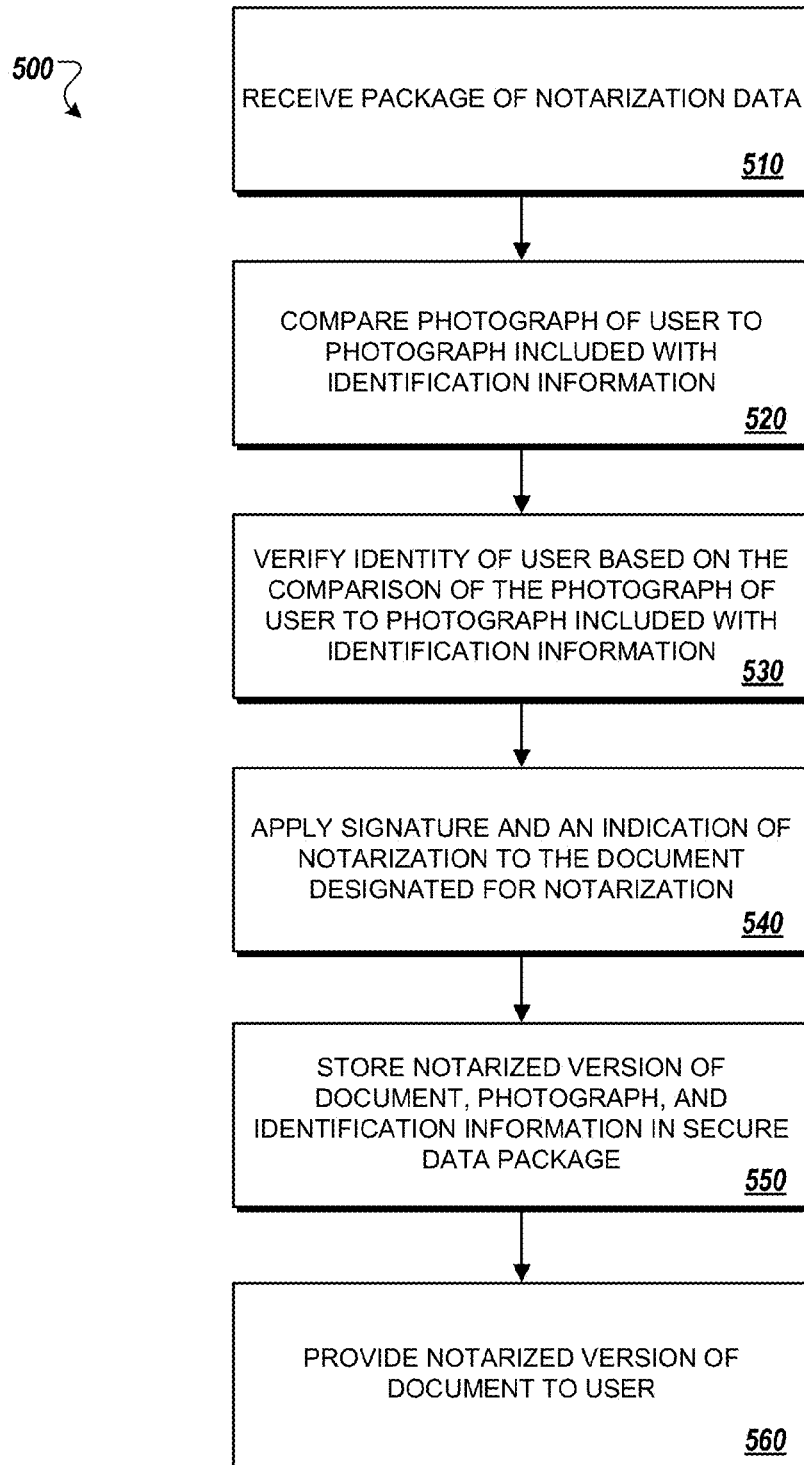 500
RECEIVE PACKAGE OF NOTARIZATION DATA
510
COMPARE PHOTOGRAPH OF USER TO
PHOTOGRAPH INCLUDED WITH
IDENTIFICATION INFORMATION
520
VERIFY IDENTITY OF USER BASED ON THE
COMPARISON OF THE PHOTOGRAPH OF
USER TO PHOTOGRAPH INCLUDED WITH
IDENTIFICATION INFORMATION
530
APPLY SIGNATURE AND AN INDICATION OF
NOTARIZATION TO THE DOCUMENT
DESIGNATED FOR NOTARIZATION
540
STORE NOTARIZED VERSION OF
DOCUMENT, PHOTOGRAPH, AND
IDENTIFICATION INFORMATION IN SECURE
DATA PACKAGE
550
PROVIDE NOTARIZED VERSION OF
DOCUMENT TO USER
560